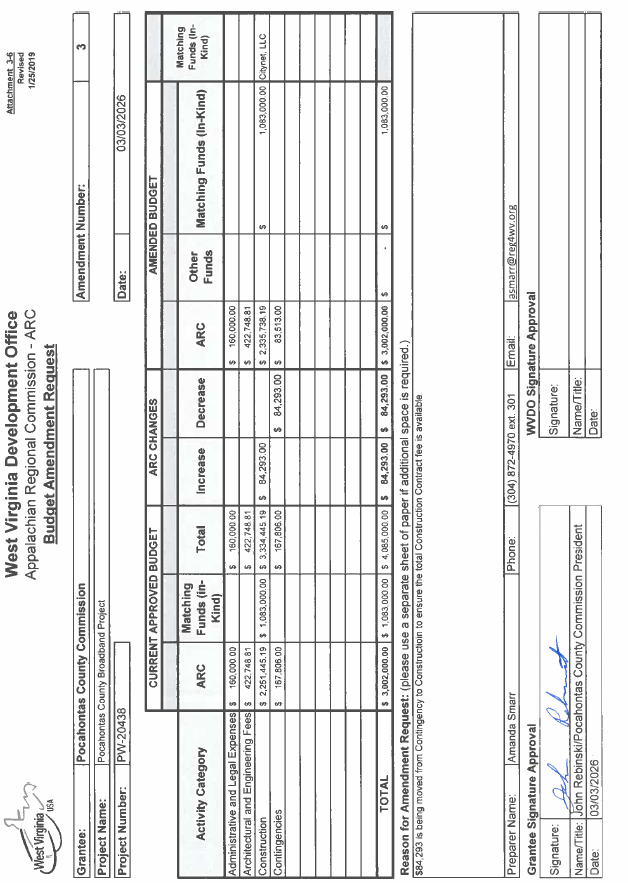 Attachment 3-6
Revised
1/25/2019
West Virginia USA
West Virginia Development Office
Appalachian Regional Commission - ARC
Budget Amendment Request
Grantee: Pocahontas County Commission Amendment Number: 3
Project Name: Pocahontas County Broadband Project
Project Number: PW-20438 Date: 03/03/2026
CURRENT APPROVED BUDGET ARC CHANGES AMENDED BUDGET
Activity Category ARC Matching Funds (In-Kind) Total Increase Decrease ARC Other Funds Matching Funds (In-Kind) Matching Funds (In-Kind)
Administrative and Legal Expenses $ 160,000.00 $ 160,000.00 $ 160,000.00
Architectural and Engineering Fees $ 422,748.81 $ 422,748.81 $ 422,748.81
Construction $ 2,251,445.19 $ 1,083,000.00 $ 3,334,445.19 $ 84,293.00 $ 2,335,738.19 $ 1,083,000.00 Citynet, LLC
Contingencies $ 167,806.00 $ 167,806.00 $ 84,293.00 $ 83,513.00
TOTAL $ 3,002,000.00 $ 1,083,000.00 $ 4,085,000.00 $ 84,293.00 $ 84,293.00 $ 3,002,000.00 $ - $ 1,083,000.00
Reason for Amendment Request: (please use a separate sheet of paper if additional space is required.)
$84,293 is being moved from Contingency to Constructioin to ensure the total Construction Contract fee is available
Preparer Name: Amanda Smarr Phone: (304) 872-4970 ext. 301 Email: asmarr@reg4wv.org
Grantee Signature Approval WVDO Signature Approval
Signature: Signature:
Name/Title: John Rebinski/Pocahontas County Commission President Name/Title:
Date: 03/03/2026 Date: